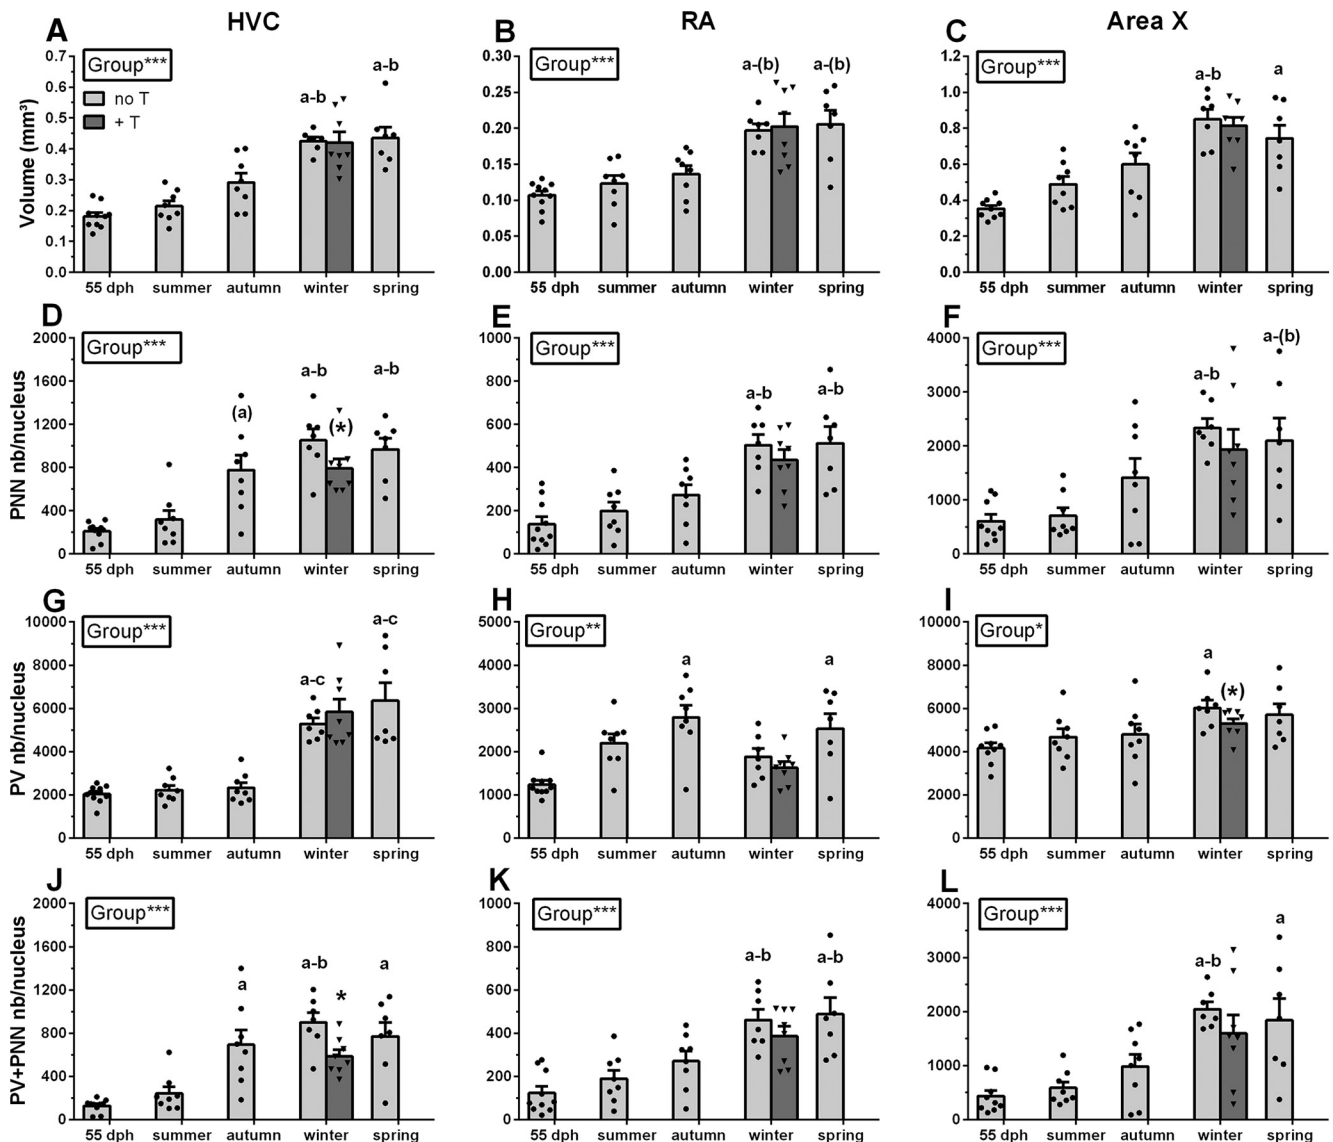 HVC RA Area X
A B C
Group*** Group*** Group***
no T
+ T
a-b a-b
a-(b) a-(b)
a-b a
Volume (mm³)
0.7 0.6 0.5 0.4 0.3 0.2 0.1 0.0
0.30 0.25 0.20 0.15 0.10 0.05 0.00
1.2 1.0 0.8 0.6 0.4 0.2 0.0
55 dph summer autumn winter spring
55 dph summer autumn winter spring
55 dph summer autumn winter spring
D E F
Group*** Group*** Group***
(a) a-b (*) a-b
a-b a-b
a-b a-(b)
PNN nb/nucleus
2000 1600 1200 800 400 0
1000 800 600 400 200 0
4000 3000 2000 1000 0
55 dph summer autumn winter spring
55 dph summer autumn winter spring
55 dph summer autumn winter spring
G H I
Group*** Group** Group*
a-c a-c
a a
a (*)
PV nb/nucleus
10000 8000 6000 4000 2000 0
5000 4000 3000 2000 1000 0
10000 8000 6000 4000 2000 0
55 dph summer autumn winter spring
55 dph summer autumn winter spring
55 dph summer autumn winter spring
J K L
Group*** Group*** Group***
a a-b * a
a-b a-b
a-b a
PV+PNN nb/nucleus
2000 1600 1200 800 400 0
1000 800 600 400 200 0
4000 3000 2000 1000 0
55 dph summer autumn winter spring
55 dph summer autumn winter spring
55 dph summer autumn winter spring